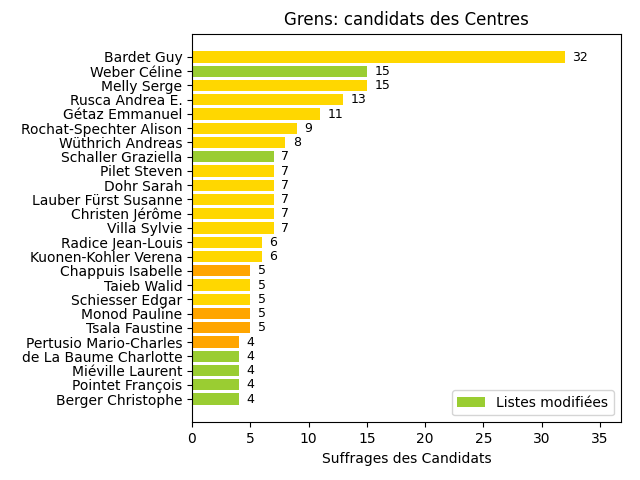 Grens: candidats des Centres
Bardet Guy 32
Weber Céline 15
Melly Serge 15
Rusca Andrea E. 13
Gétaz Emmanuel 11
Rochat-Spechter Alison 9
Wüthrich Andreas 8
Schaller Graziella 7
Pilet Steven 7
Dohr Sarah 7
Lauber Fürst Susanne 7
Christen Jérôme 7
Villa Sylvie 7
Radice Jean-Louis 6
Kuonen-Kohler Verena 6
Chappuis Isabelle 5
Taieb Walid 5
Schiesser Edgar 5
Monod Pauline 5
Tsala Faustine 5
Pertusio Mario-Charles 4
de La Baume Charlotte 4
Miéville Laurent 4
Pointet François 4
Berger Christophe 4
Listes modifiées
0 5 10 15 20 25 30 35
Suffrages des Candidats